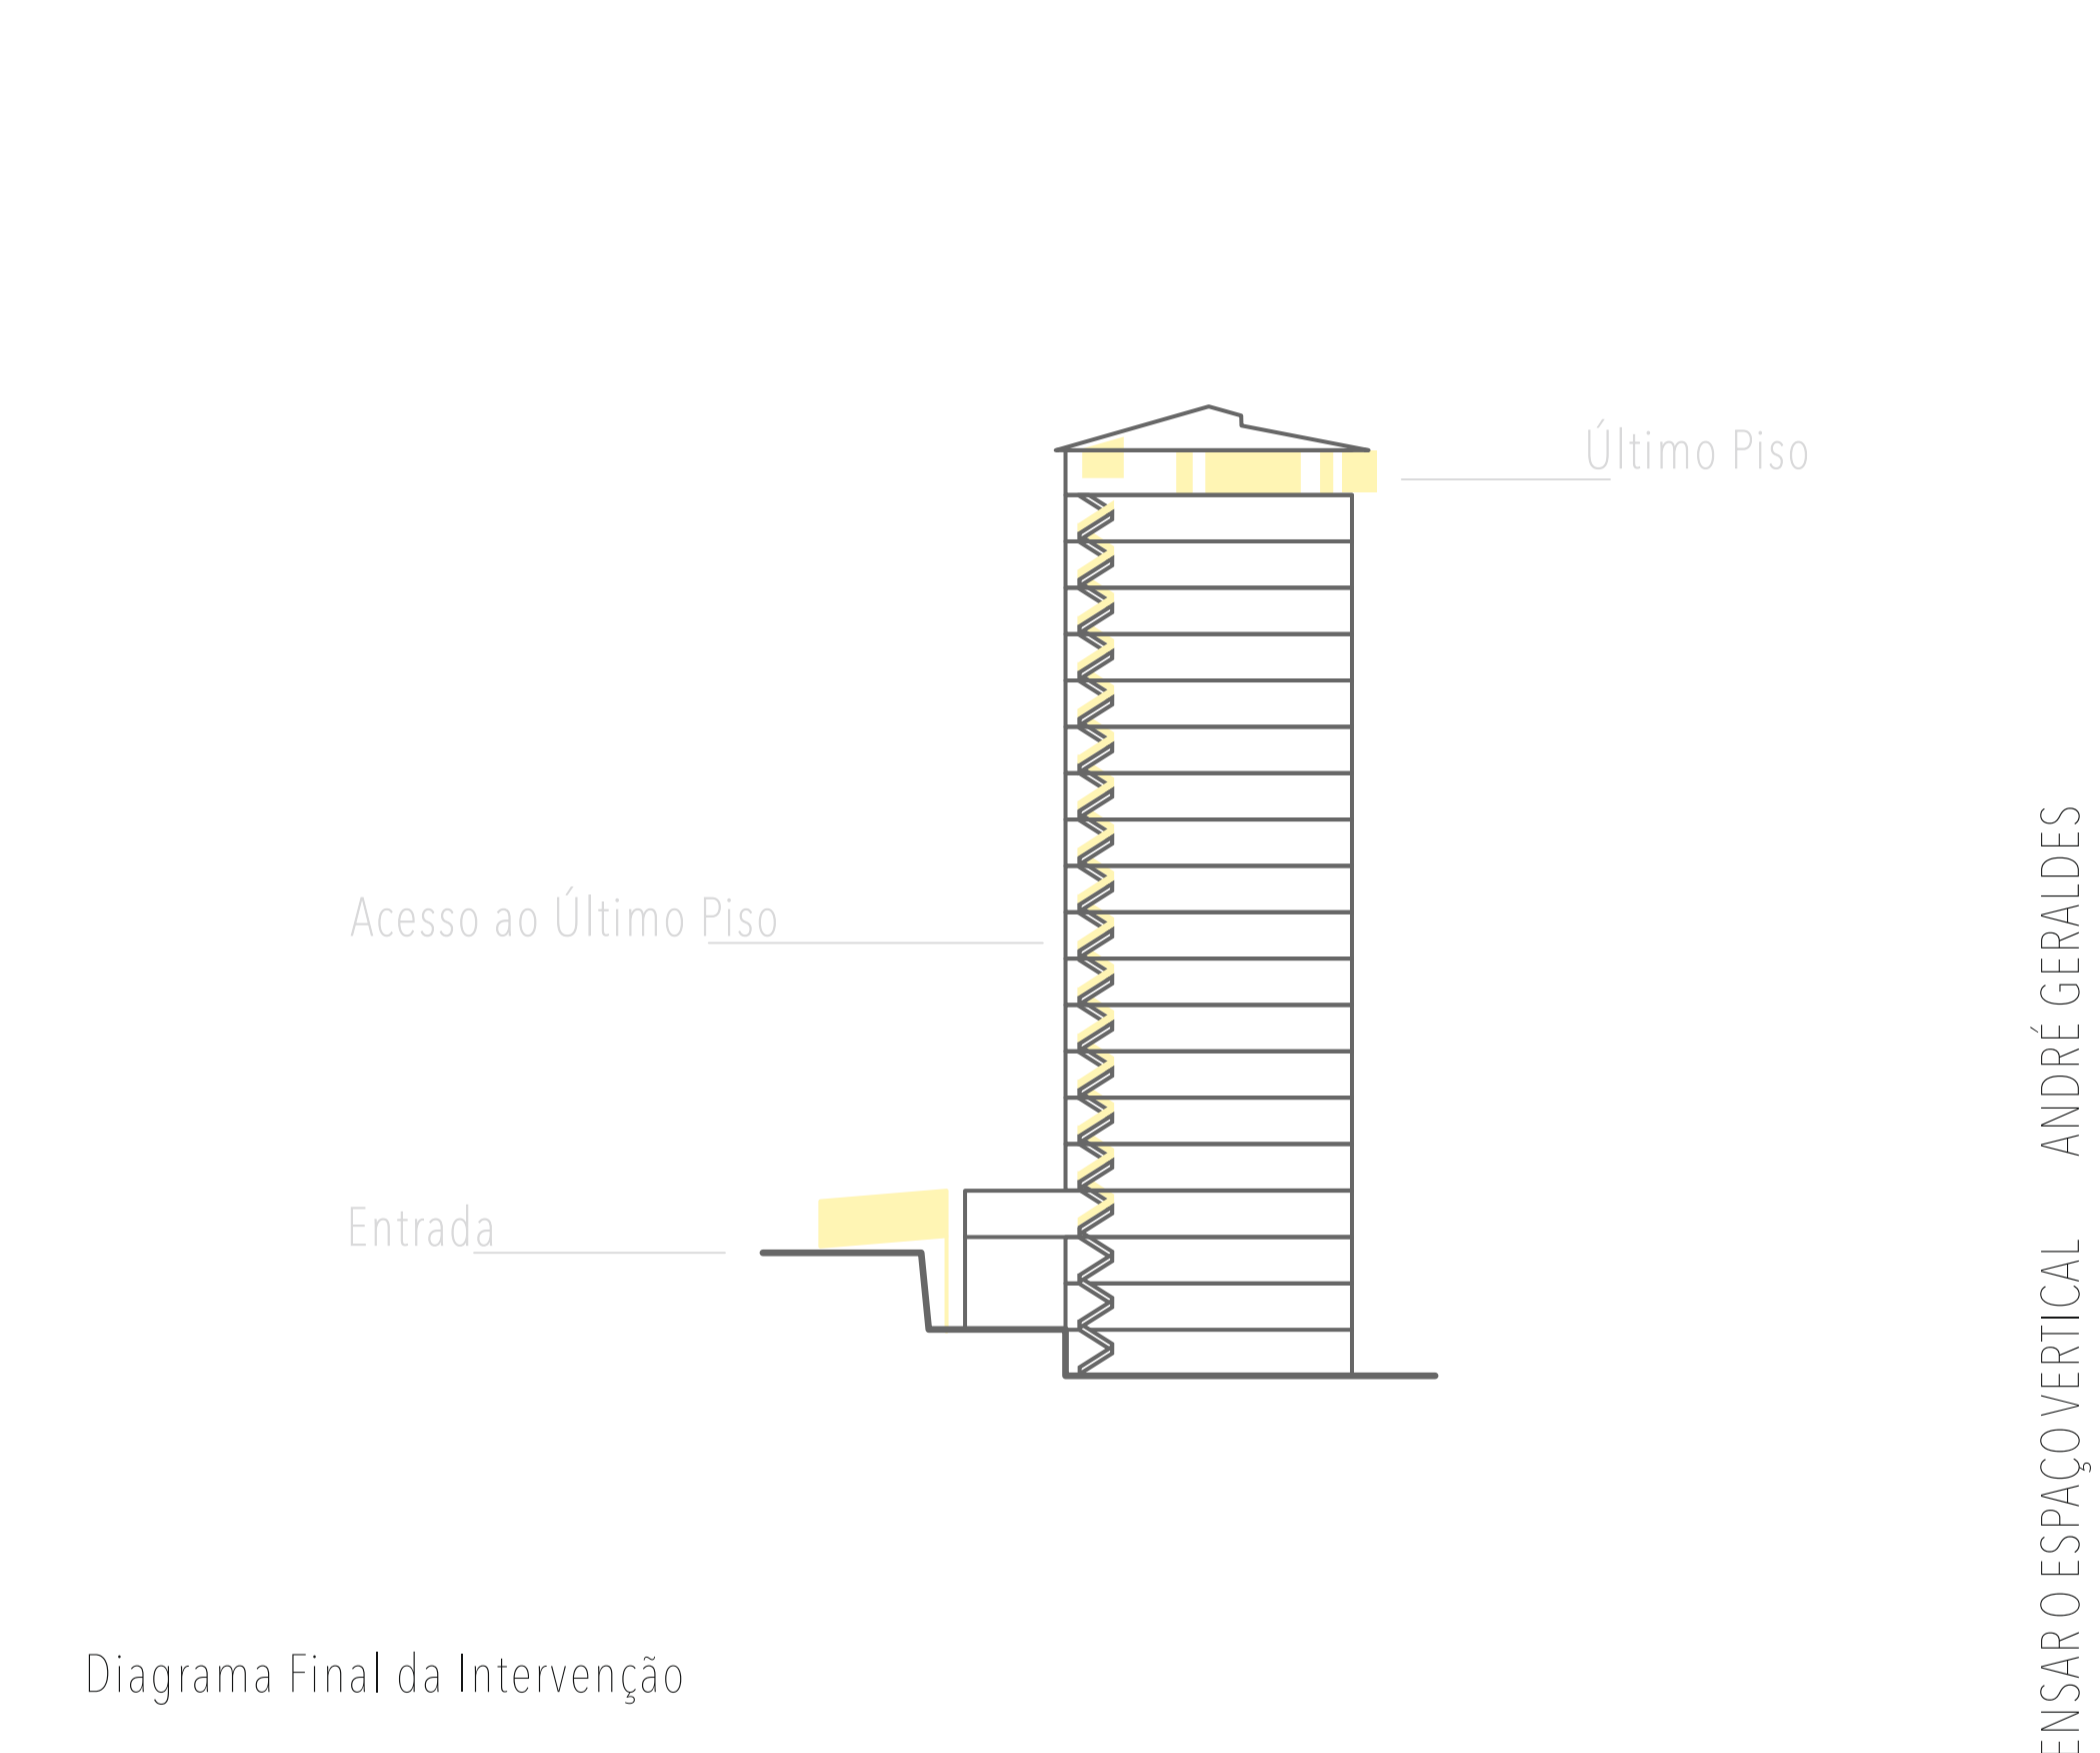 Último Piso
Acesso ao Último Piso
Entrada
Diagrama Final da Intervenção
ENSAR O ESPAÇO VERTICAL ANDRÉ GERALDES